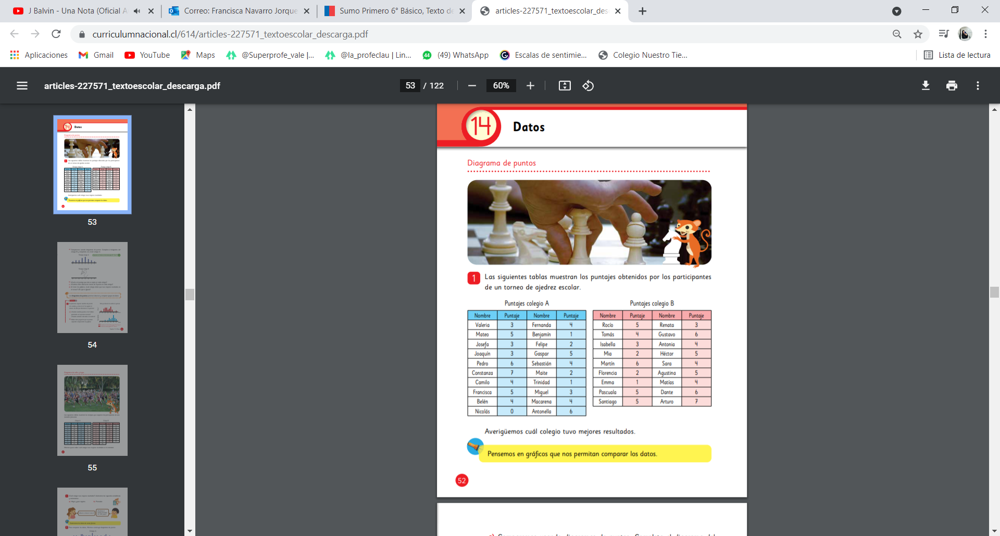 J Balvin - Una Nota (Oficial A
Correo: Francisca Navarro Jorque
Sumo Primero 6° Básico, Texto de
articles-227571_textoescolar_des
curriculumnacional.cl/614/articles-227571_textoescolar_descarga.pdf
Aplicaciones Gmail YouTube Maps @Superprofe_vale |... @la_profeclau | Lin... 44 (49) WhatsApp Escalas de sentimie... Colegio Nuestro Tie... Lista de lectura
articles-227571_textoescolar_descarga.pdf 53 / 122 60%
14 Datos
53
54
55
14 Datos
Diagrama de puntos
1 Las siguientes tablas muestran los puntajes obtenidos por los participantes
de un torneo de ajedrez escolar.
Puntajes colegio A
Nombre Puntaje Nombre Puntaje
Valeria 3 Fernanda 4
Mateo 5 Benjamín 1
Josefa 3 Felipe 2
Joaquín 3 Gaspar 5
Pedro 6 Sebastián 4
Constanza 7 Maite 2
Camilo 4 Trinidad 1
Francisca 5 Miguel 3
Belén 4 Macarena 4
Nicolás 0 Antonella 6
Puntajes colegio B
Nombre Puntaje Nombre Puntaje
Rocío 5 Renata 3
Tomás 4 Gustavo 6
Isabella 3 Antonia 4
Mia 2 Héctor 5
Martín 6 Sara 4
Florencia 2 Agustina 5
Emma 1 Matías 4
Pascuala 5 Dante 6
Santiago 5 Arturo 7
Averigüemos cuál colegio tuvo mejores resultados.
Pensemos en gráficos que nos permitan comparar los datos.
52